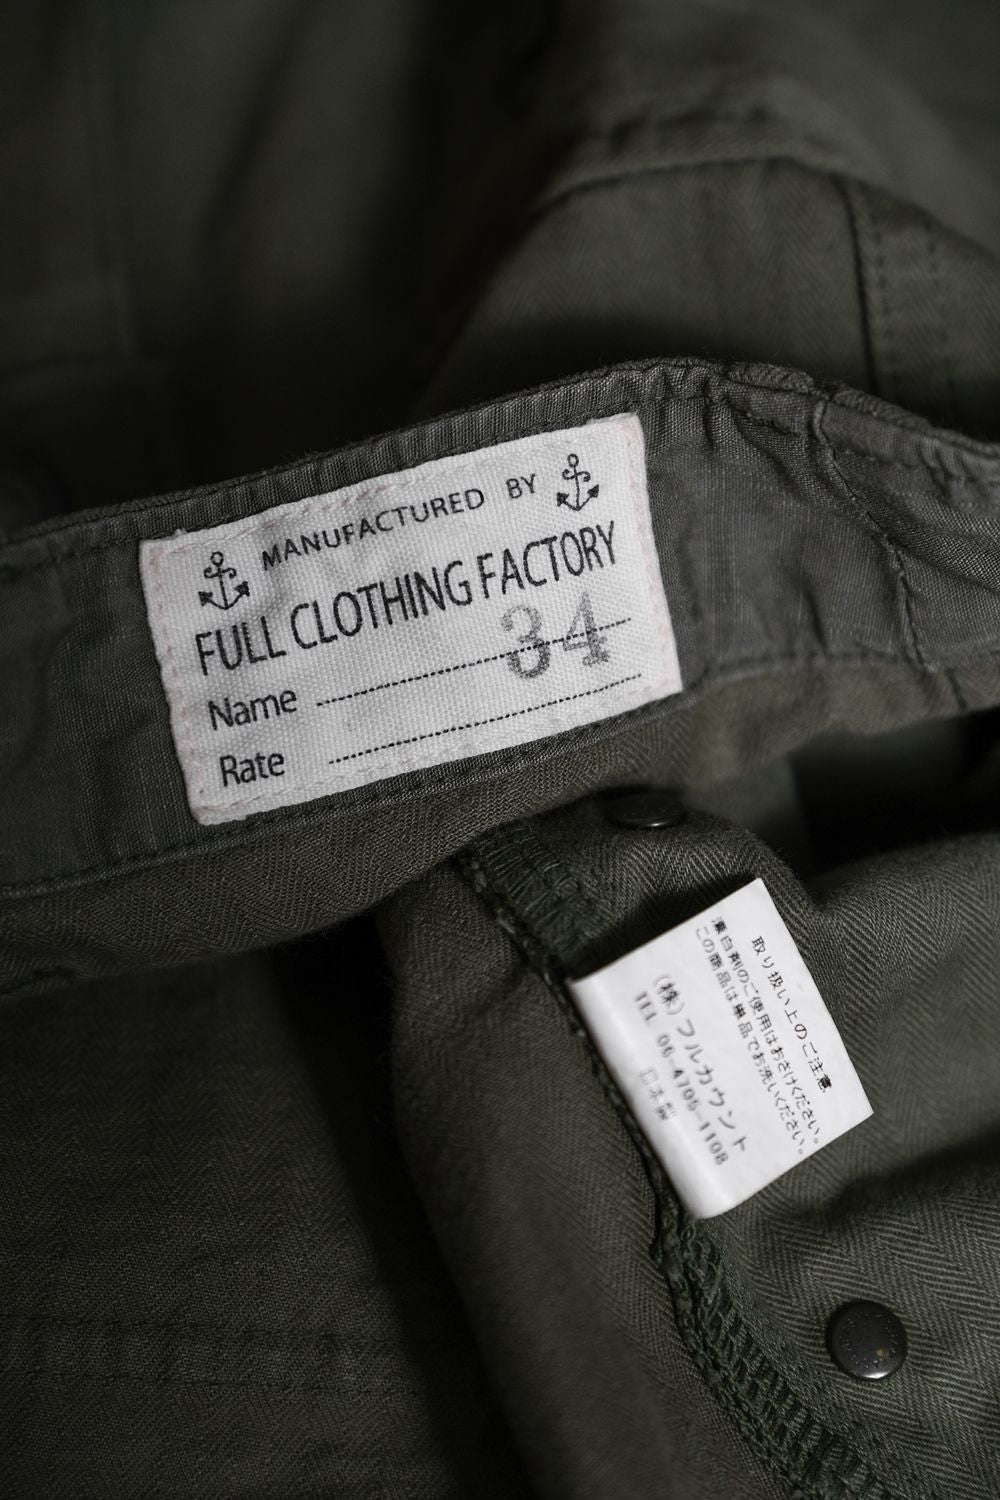 MANUFACTURED BY
FULL CLOTHING FACTORY
34
Name
Rate
取り扱い上のご注意
漂白剤のご使用はおさけください。
この商品は単品でお洗いください。
(株)フルカウント
TEL 06-4705-1108
日本製